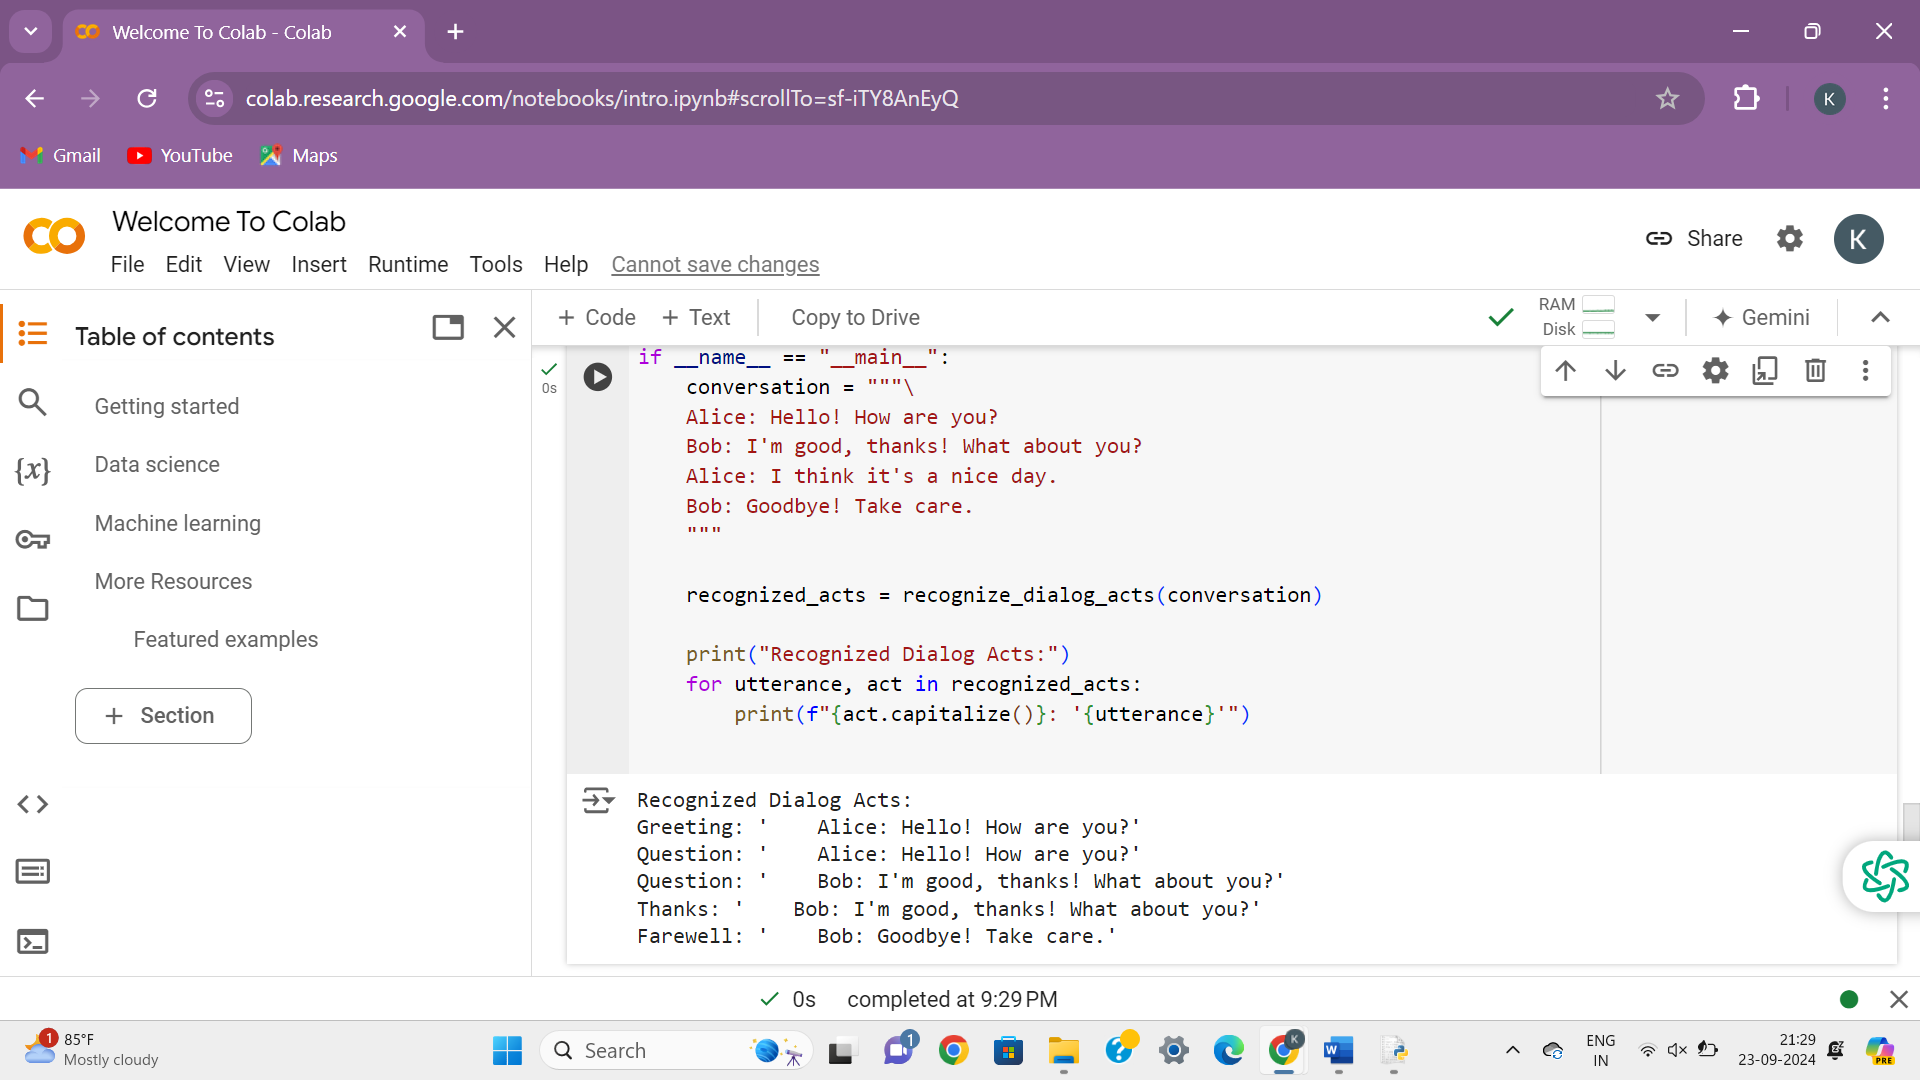 Welcome To Colab - Colab
colab.research.google.com/notebooks/intro.ipynb#scrollTo=sf-iTY8AnEyQ
K
Gmail
YouTube
Maps
Welcome To Colab
File Edit View Insert Runtime Tools Help Cannot save changes
Share
K
Table of contents
Getting started
Data science
Machine learning
More Resources
Featured examples
+ Section
{x}
+ Code + Text Copy to Drive
RAM
Disk
Gemini
0s
if __name__ == "__main__":
    conversation = """\
    Alice: Hello! How are you?
    Bob: I'm good, thanks! What about you?
    Alice: I think it's a nice day.
    Bob: Goodbye! Take care.
    """
    recognized_acts = recognize_dialog_acts(conversation)
    print("Recognized Dialog Acts:")
    for utterance, act in recognized_acts:
        print(f"{act.capitalize()}: '{utterance}'")
Recognized Dialog Acts:
Greeting: '    Alice: Hello! How are you?'
Question: '    Alice: Hello! How are you?'
Question: '    Bob: I'm good, thanks! What about you?'
Thanks: '    Bob: I'm good, thanks! What about you?'
Farewell: '    Bob: Goodbye! Take care.'
0s completed at 9:29 PM
1
85°F
Mostly cloudy
Search
1
K
W
ENG
IN
21:29
23-09-2024
PRE